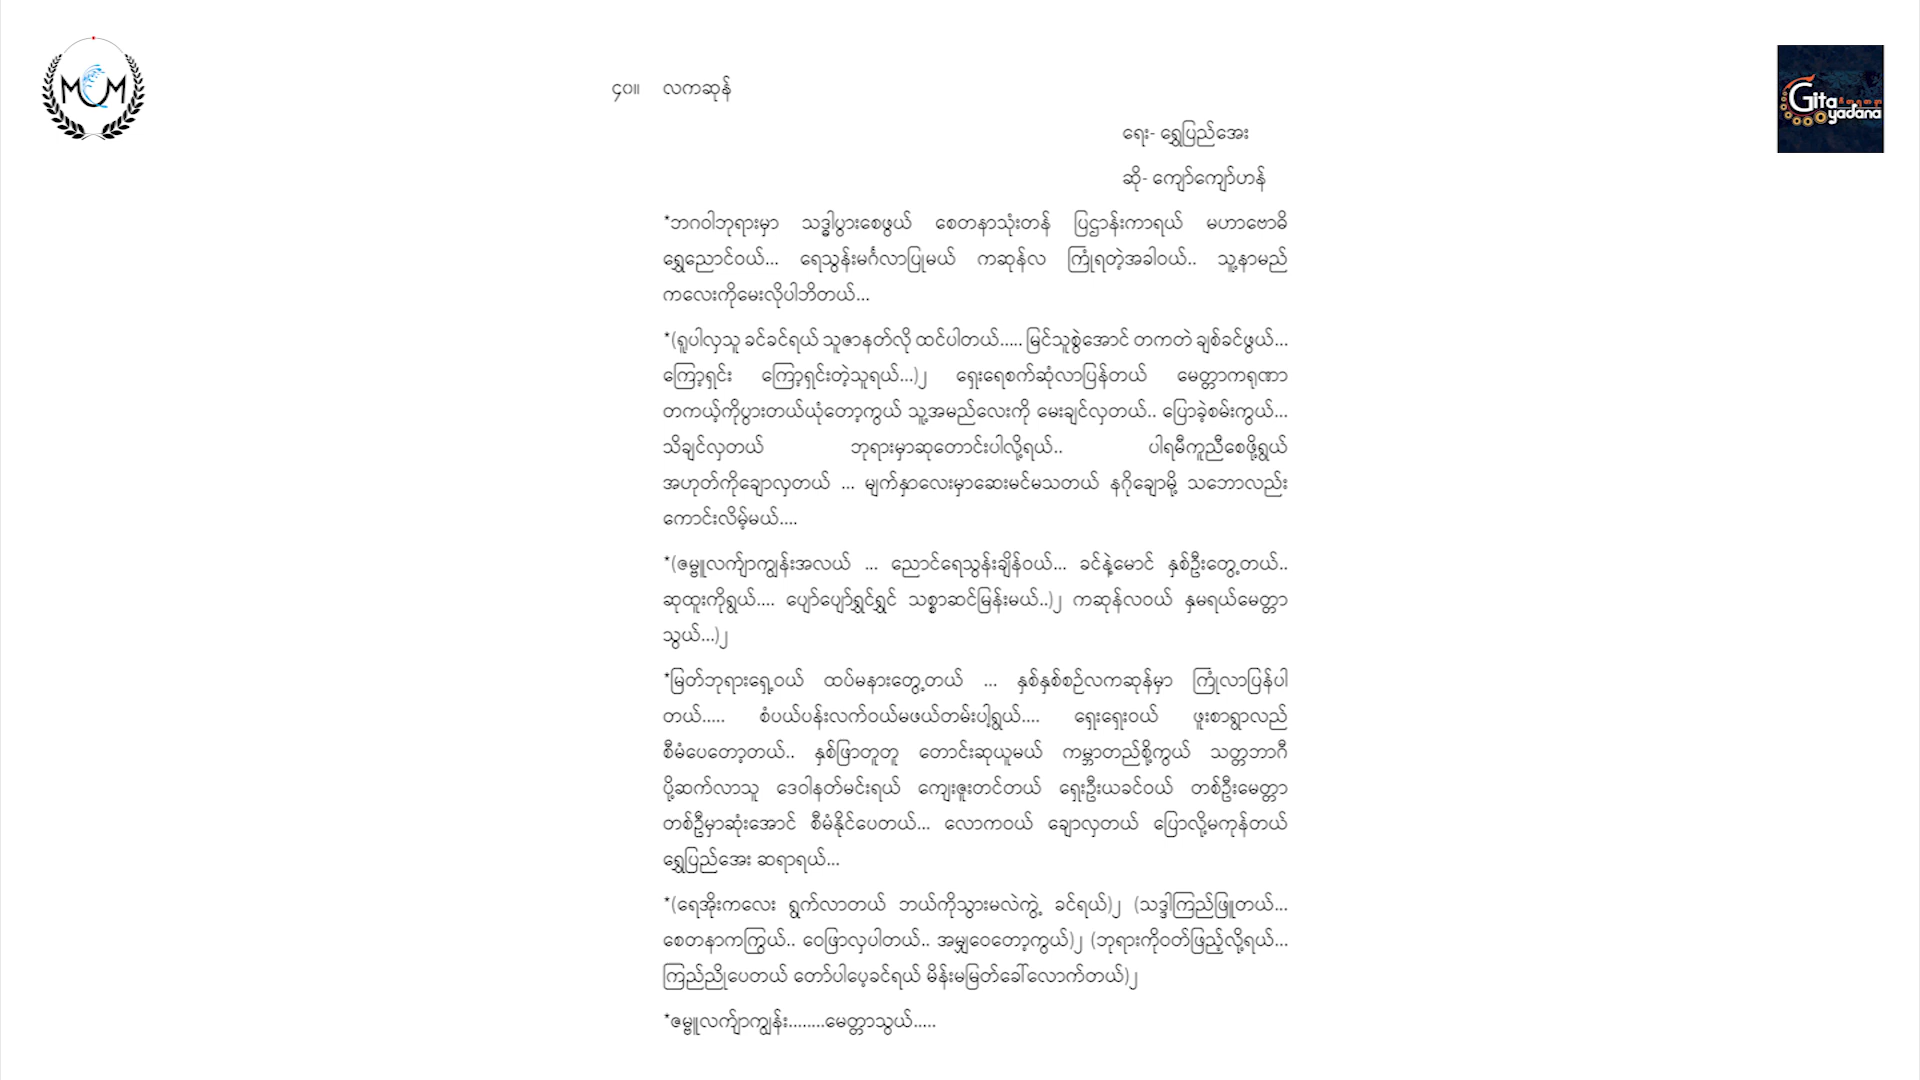 MCM
Gita
ဂီတရတနာ
yadana
၄၀။ လကဆုန်
ရေး- ရွှေပြည်အေး
ဆို- ကျော်ကျော်ဟန်
*ဘဂဝါဘုရားမှာ သဒ္ဓါပွားစေဖွယ် စေတနာသုံးတန် ပြဌာန်းကာရယ် မဟာဗောဓိ
ရွှေညောင်ဝယ်... ရေသွန်းမင်္ဂလာပြုမယ် ကဆုန်လ ကြုံရတဲ့အခါဝယ်.. သူ့နာမည်
ကလေးကိုမေးလိုပါဘိတယ်...
*(ရူပါလှသူ ခင်ခင်ရယ် သူဇာနတ်လို ထင်ပါတယ်..... မြင်သူစွဲအောင် တကတဲ ချစ်ခင်ဖွယ်...
ကြော့ရှင်း ကြော့ရှင်းတဲ့သူရယ်...)၂ ရှေးရေစက်ဆုံလာပြန်တယ် မေတ္တာကရုဏာ
တကယ့်ကိုပွားတယ်ယုံတော့ကွယ် သူ့အမည်လေးကို မေးချင်လှတယ်.. ပြောခဲ့စမ်းကွယ်...
သိချင်လှတယ် ဘုရားမှာဆုတောင်းပါလို့ရယ်.. ပါရမီကူညီစေဖို့ရွယ်
အဟုတ်ကိုချောလှတယ် ... မျက်နှာလေးမှာဆေးမင်မသတယ် နဂိုချောမို့ သဘောလည်း
ကောင်းလိမ့်မယ်....
*(ဇမ္ဗူလက်ျာကျွန်းအလယ် ... ညောင်ရေသွန်းချိန်ဝယ်... ခင်နဲ့မောင် နှစ်ဦးတွေ့တယ်..
ဆုထူးကိုရွယ်.... ပျော်ပျော်ရွှင်ရွှင် သစ္စာဆင်မြန်းမယ်..)၂ ကဆုန်လဝယ် နှမရယ်မေတ္တာ
သွယ်...)၂
*မြတ်ဘုရားရှေ့ဝယ် ထပ်မနားတွေ့တယ် ... နှစ်နှစ်စဉ်လကဆုန်မှာ ကြုံလာပြန်ပါ
တယ်..... စံပယ်ပန်းလက်ဝယ်မဖယ်တမ်းပါ့ရွယ်.... ရှေးရှေးဝယ် ဖူးစာရွာလည်
စီမံပေတော့တယ်.. နှစ်ဖြာတူတူ တောင်းဆုယူမယ် ကမ္ဘာတည်စို့ကွယ် သတ္တဘာဂီ
ပို့ဆက်လာသူ ဒေဝါနတ်မင်းရယ် ကျေးဇူးတင်တယ် ရှေးဦးယခင်ဝယ် တစ်ဦးမေတ္တာ
တစ်ဦမှာဆုံးအောင် စီမံနိုင်ပေတယ်... လောကဝယ် ချောလှတယ် ပြောလို့မကုန်တယ်
ရွှေပြည်အေး ဆရာရယ်...
*(ရေအိုးကလေး ရွက်လာတယ် ဘယ်ကိုသွားမလဲကွဲ့ ခင်ရယ်)၂ (သဒ္ဒါကြည်ဖြူတယ်...
စေတနာကကြွယ်.. ဝေဖြာလှပါတယ်.. အမျှဝေတော့ကွယ်)၂ (ဘုရားကိုဝတ်ဖြည့်လို့ရယ်...
ကြည်ညိုပေတယ် တော်ပါပေ့ခင်ရယ် မိန်းမမြတ်ခေါ်လောက်တယ်)၂
*ဇမ္ဗူလက်ျာကျွန်း........မေတ္တာသွယ်.....